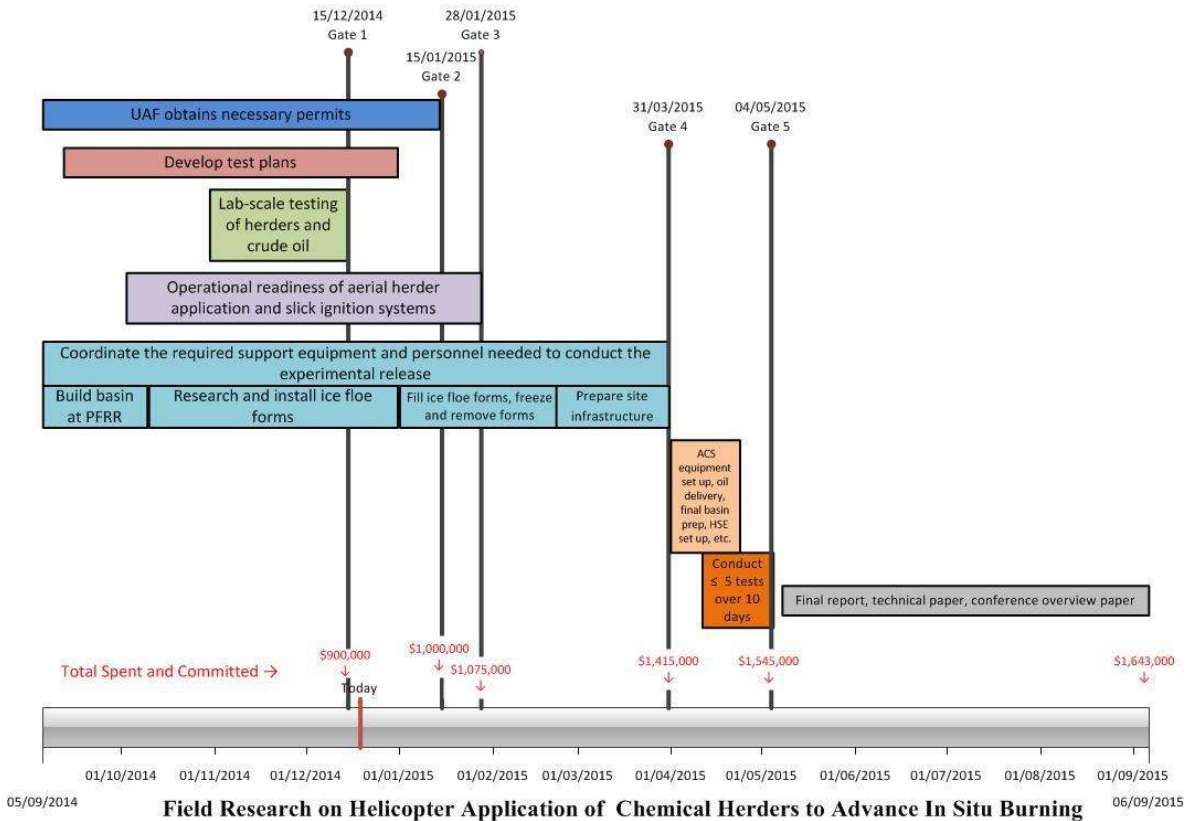 15/12/2014
Gate 1
28/01/2015
Gate 3
15/01/2015
Gate 2
31/03/2015
Gate 4
04/05/2015
Gate 5
UAF obtains necessary permits
Develop test plans
Lab-scale testing
of herders and
crude oil
Operational readiness of aerial herder
application and slick ignition systems
Coordinate the required support equipment and personnel needed to conduct the
experimental release
Build basin
at PFRR
Research and install ice floe
forms
Fill ice floe forms, freeze
and remove forms
Prepare site
infrastructure
ACS
equipment
set up, oil
delivery,
final basin
prep, HSE
set up, etc.
Conduct
≤ 5 tests
over 10
days
Final report, technical paper, conference overview paper
Total Spent and Committed →
$900,000
↓
$1,000,000
↓
$1,075,000
↓
$1,415,000
↓
$1,545,000
↓
$1,643,000
↓
Today
01/10/2014
01/11/2014
01/12/2014
01/01/2015
01/02/2015
01/03/2015
01/04/2015
01/05/2015
01/06/2015
01/07/2015
01/08/2015
01/09/2015
05/09/2014
06/09/2015
Field Research on Helicopter Application of Chemical Herders to Advance In Situ Burning